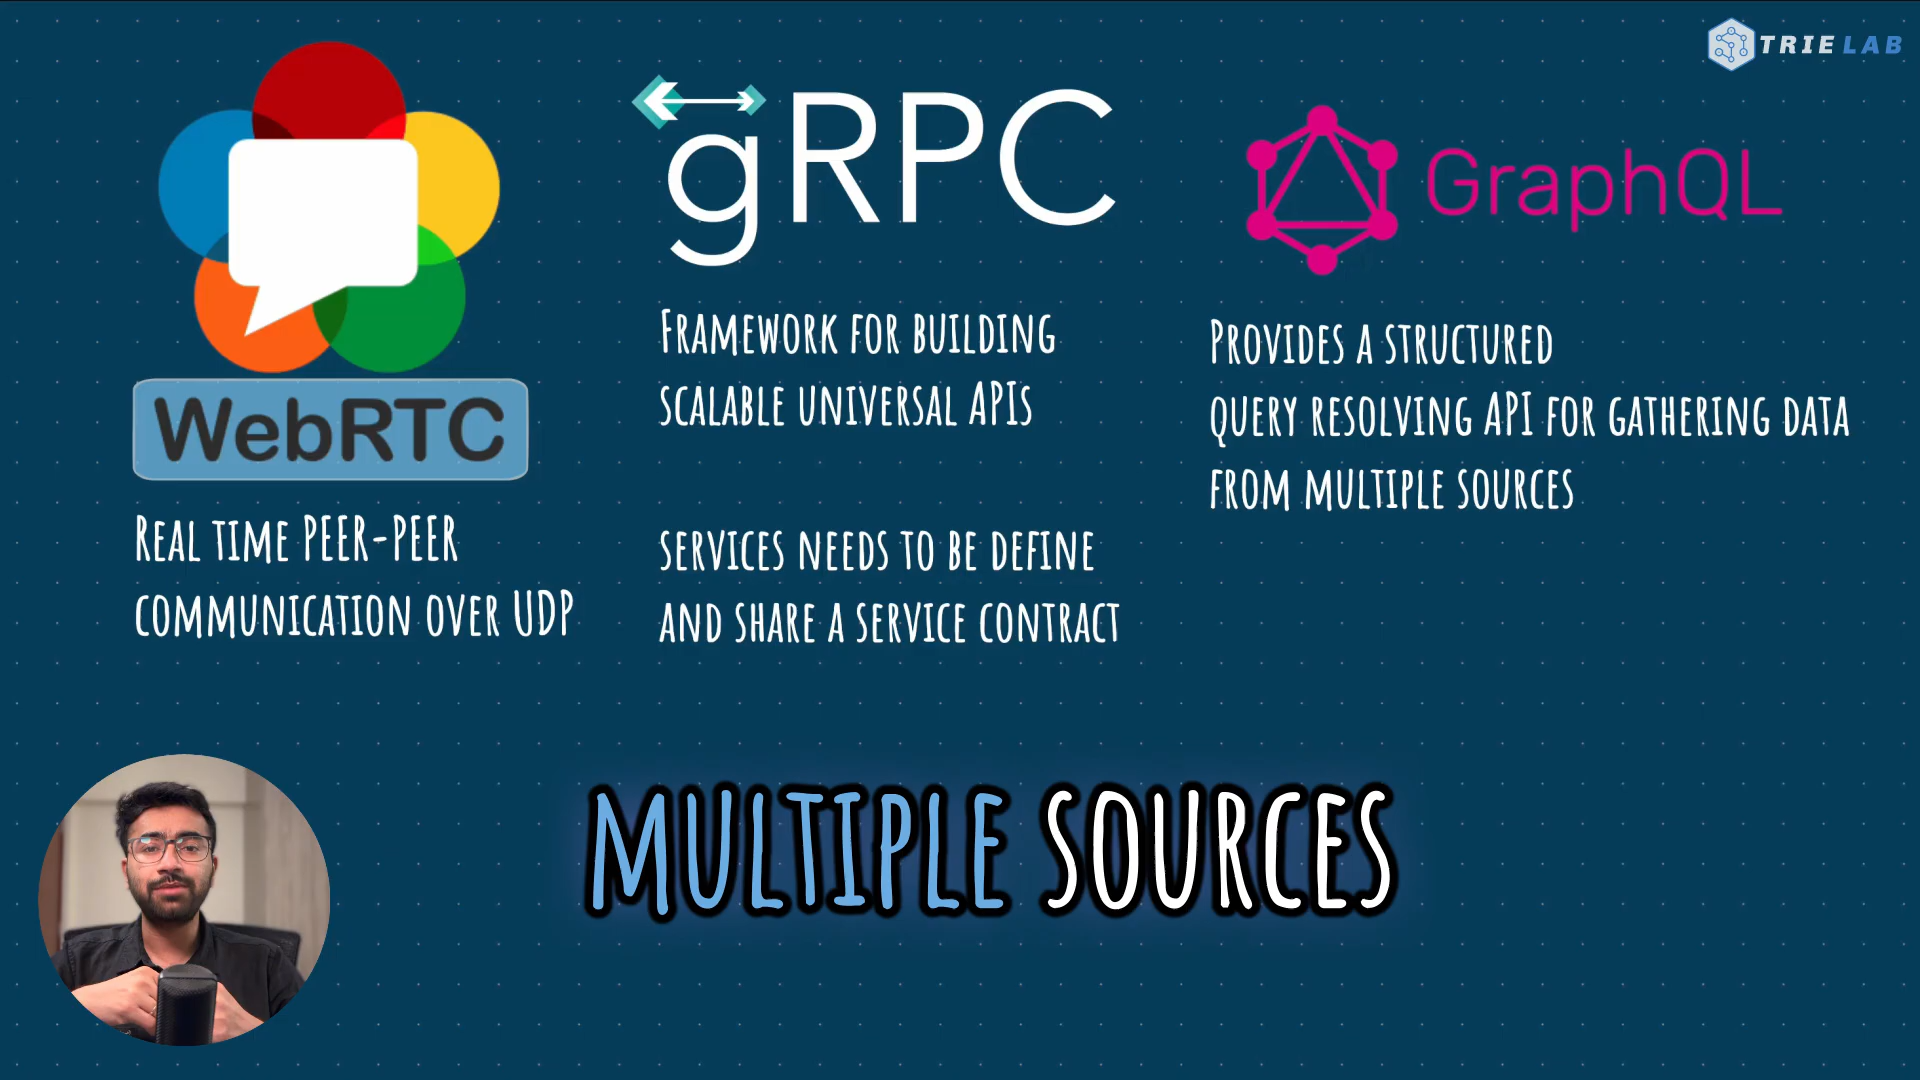 TRIE LAB
WebRTC
Real time PEER-PEER
communication over UDP
gRPC
Framework for building
scalable universal APIs
services needs to be define
and share a service contract
GraphQL
Provides a structured
query resolving API for gathering data
from multiple sources
MULTIPLE SOURCES